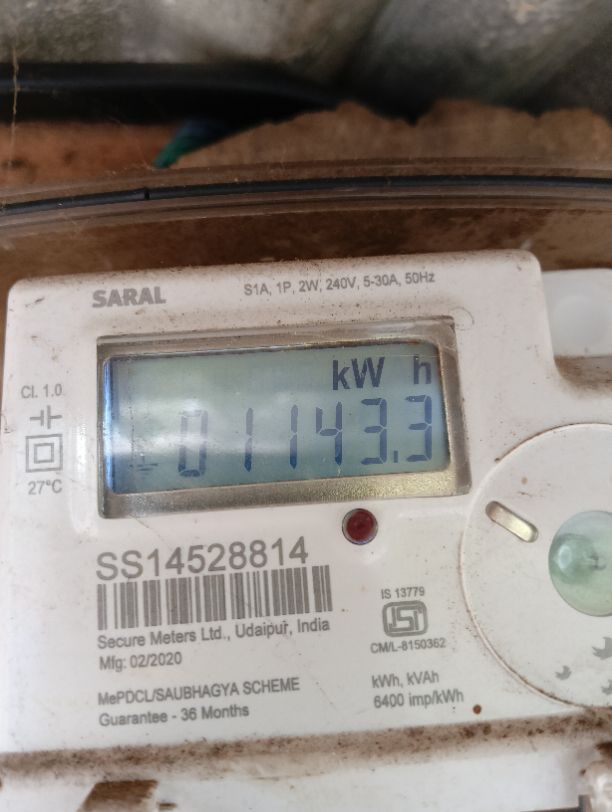 SARAL
S1A, 1P, 2W, 240V, 5-30A, 50Hz
Cl. 1.0
27°C
kW h
01143.3
SS14528814
Secure Meters Ltd., Udaipur, India
Mfg: 02/2020
MePDCL/SAUBHAGYA SCHEME
Guarantee - 36 Months
IS 13779
ISI
CM/L-8150362
kWh, kVAh
6400 imp/kWh